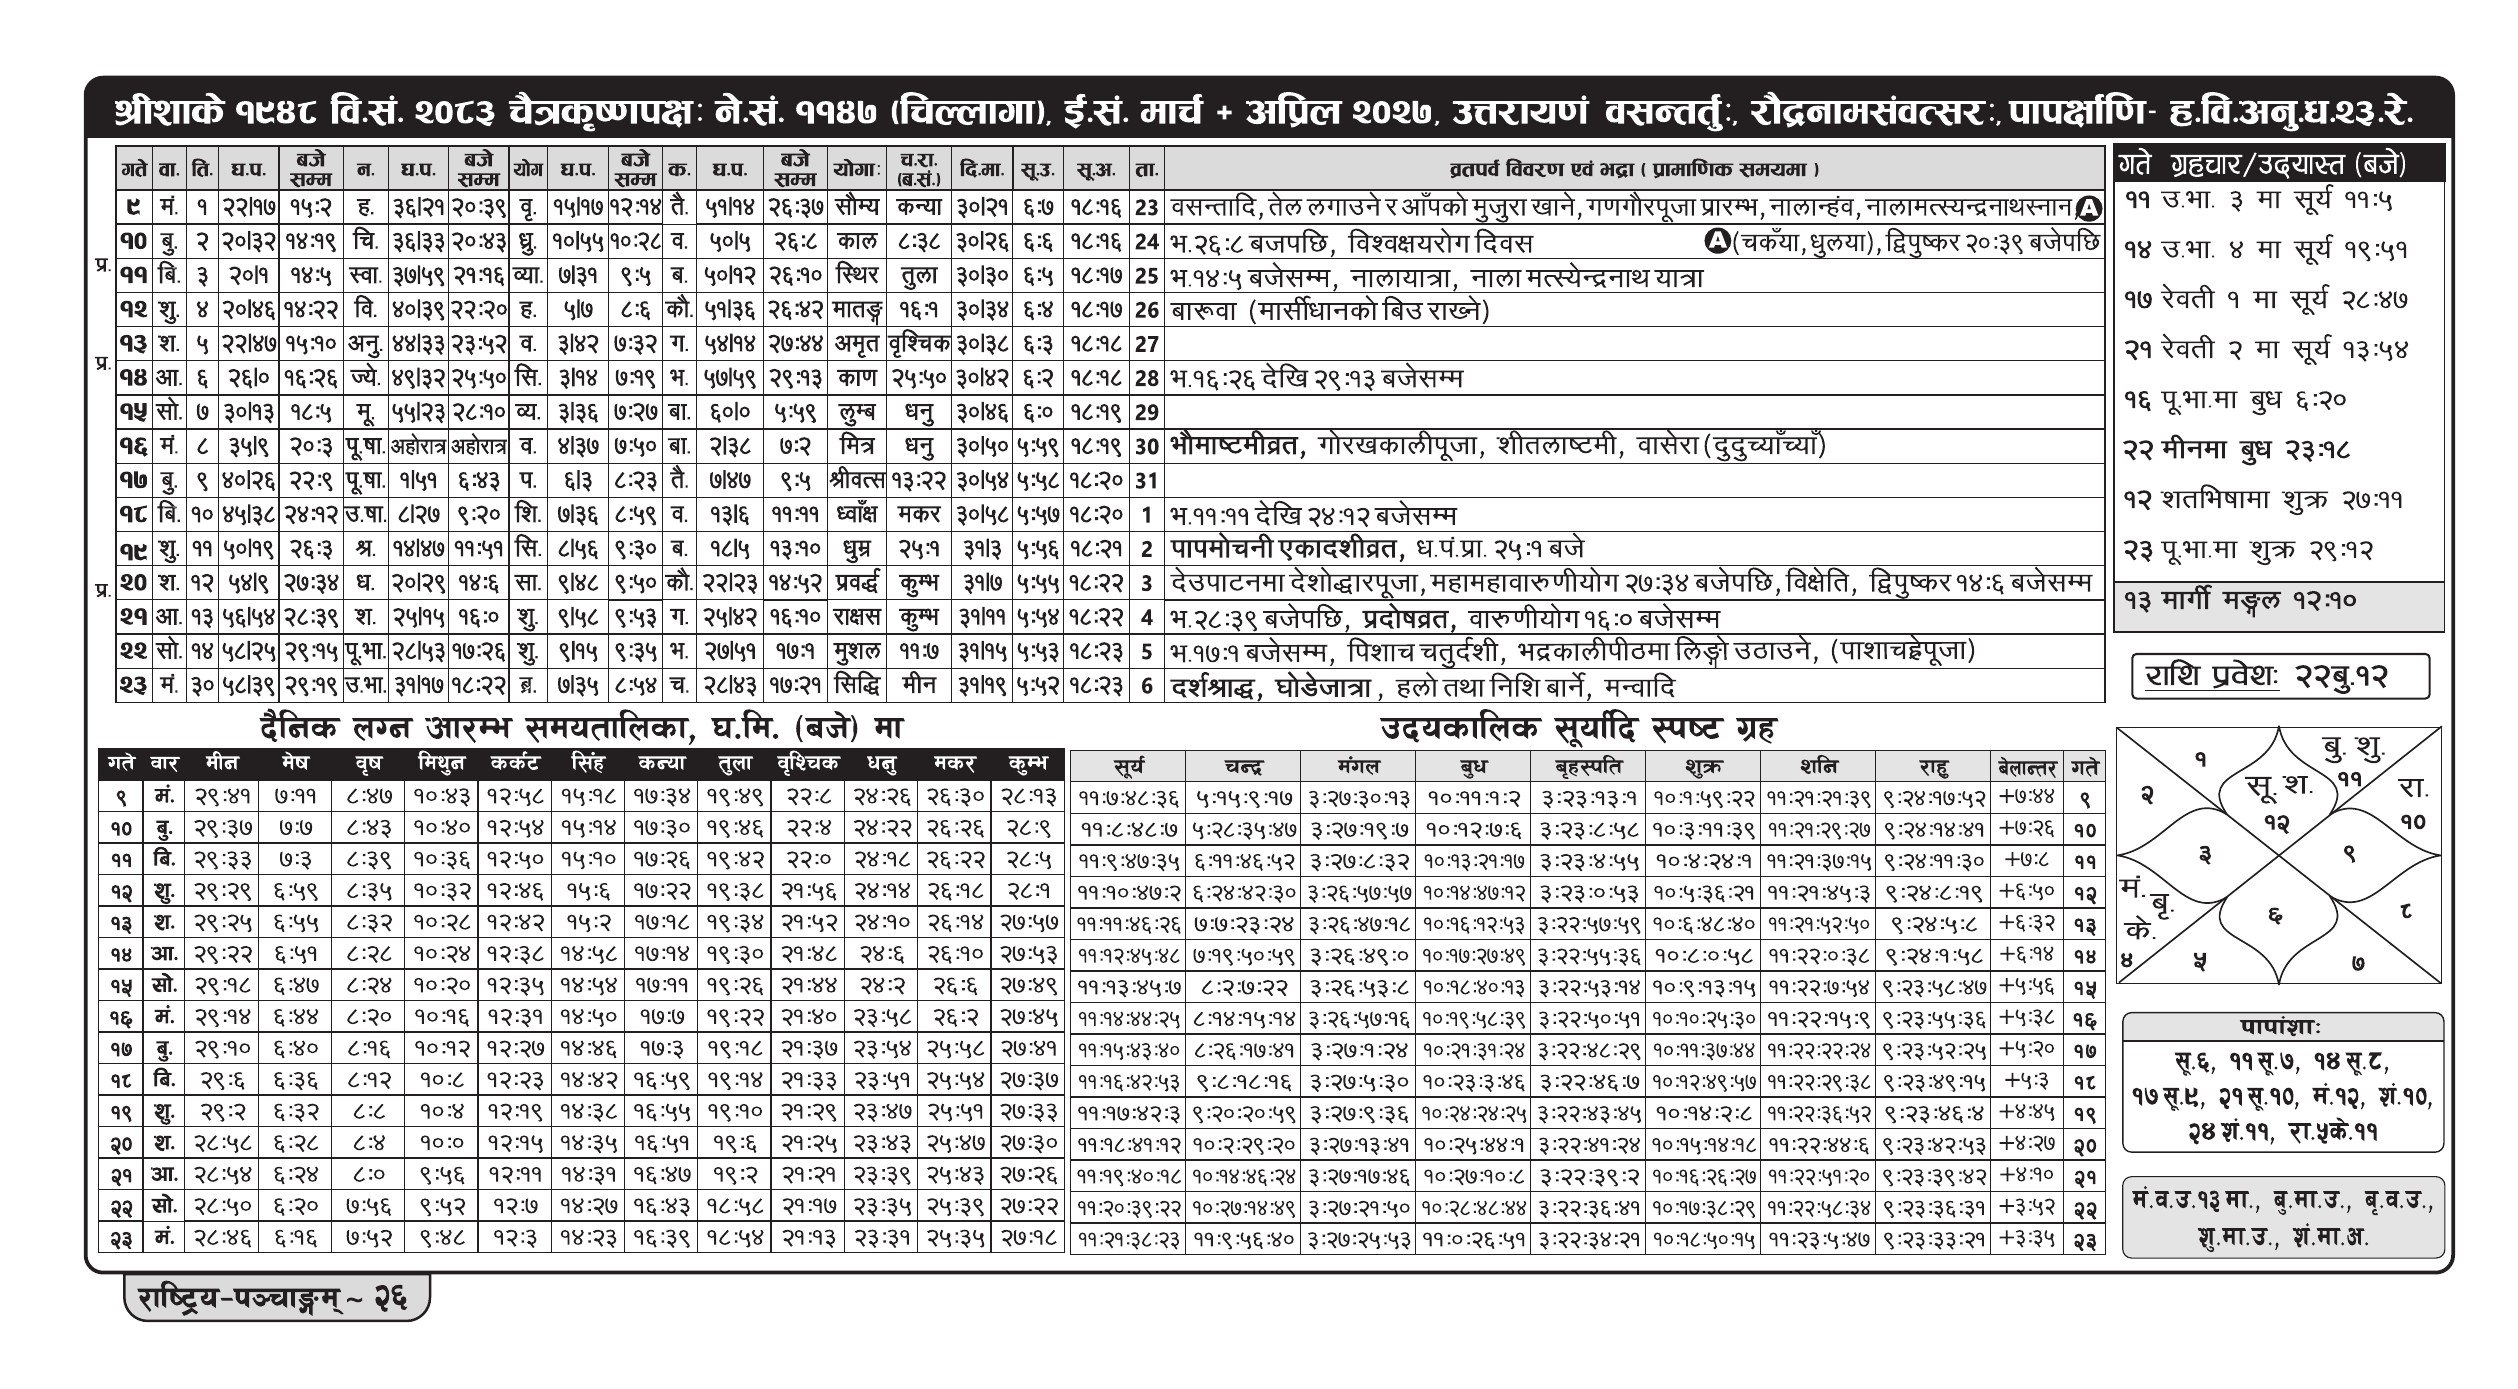 श्रीशाके १९४८ वि.सं. २०८३ चैत्रकृष्णपक्षः ने.सं. ११४७ (चिल्लागा), ई.सं. मार्च + अप्रिल २०२७, उत्तरायणं वसन्तर्तुः, रौद्रनामसंवत्सरः, पापर्क्षाणि- ह.वि.अनु.ध.२३.रे.
गते वा. ति. घ.प. बजे सम्म न. घ.प. बजे सम्म योग घ.प. बजे सम्म क. घ.प. बजे सम्म योगाः च.रा. (ब.सं.) दि.मा. सू.उ. सू.अ. ता. व्रतपर्व विवरण एवं भद्रा ( प्रामाणिक समयमा )
९ मं. १ २२|१७ १५:२ ह. ३६|२१ २०:३९ वृ. १५|१७ १२:१४ तै. ५१|१४ २६:३७ सौम्य कन्या ३०|२१ ६:७ १८:१६ 23 वसन्तादि, तेल लगाउने र आँपको मुजुरा खाने, गणगौरपूजा प्रारम्भ, नालान्हंव, नालामत्स्यन्द्रनाथस्नान, A
१० बु. २ २०|३२ १४:१९ चि. ३६|३३ २०:४३ ध्रु. १०|५५ १०:२८ व. ५०|५ २६:८ काल ८:३८ ३०|२६ ६:६ १८:१६ 24 भ.२६:८ बजपछि, विश्वक्षयरोग दिवस A (चकँया, धुलया), द्विपुष्कर २०:३९ बजेपछि
प्र.
११ बि. ३ २०|१ १४:५ स्वा. ३७|५९ २१:१६ व्या. ७|३१ ९:५ ब. ५०|१२ २६:१० स्थिर तुला ३०|३० ६:५ १८:१७ 25 भ.१४:५ बजेसम्म, नालायात्रा, नाला मत्स्येन्द्रनाथ यात्रा
१२ शु. ४ २०|४६ १४:२२ वि. ४०|३९ २२:२० ह. ५|७ ८:६ कौ. ५१|३६ २६:४२ मातङ्ग १६:१ ३०|३४ ६:४ १८:१७ 26 बारूवा (मार्सीधानको बिउ राख्ने)
१३ श. ५ २२|४७ १५:१० अनु. ४४|३३ २३:५२ व. ३|४२ ७:३२ ग. ५४|१४ २७:४४ अमृत वृश्चिक ३०|३८ ६:३ १८:१८ 27
प्र.
१४ आ. ६ २६|० १६:२६ ज्ये. ४९|३२ २५:५० सि. ३|१४ ७:१९ भ. ५७|५९ २९:१३ काण २५:५० ३०|४२ ६:२ १८:१८ 28 भ.१६:२६ देखि २९:१३ बजेसम्म
१५ सो. ७ ३०|१३ १८:५ मू. ५५|२३ २८:१० व्य. ३|३६ ७:२७ बा. ६०|० ५:५९ लुम्ब धनु ३०|४६ ६:० १८:१९ 29
१६ मं. ८ ३५|९ २०:३ पू.षा. अहोरात्र अहोरात्र व. ४|३७ ७:५० बा. २|३८ ७:२ मित्र धनु ३०|५० ५:५९ १८:१९ 30 भौमाष्टमीव्रत, गोरखकालीपूजा, शीतलाष्टमी, वासेरा (दुदुच्याँच्याँ)
१७ बु. ९ ४०|२६ २२:९ पू.षा. १|५१ ६:४३ प. ६|३ ८:२३ तै. ७|४७ ९:५ श्रीवत्स १३:२२ ३०|५४ ५:५८ १८:२० 31
१८ बि. १० ४५|३८ २४:१२ उ.षा. ८|२७ ९:२० शि. ७|३६ ८:५९ व. १३|६ ११:११ ध्वाँक्ष मकर ३०|५८ ५:५७ १८:२० 1 भ.११:११ देखि २४:१२ बजेसम्म
१९ शु. ११ ५०|१९ २६:३ श्र. १४|४७ ११:५१ सि. ८|५६ ९:३० ब. १८|५ १३:१० धुम्र २५:१ ३१|३ ५:५६ १८:२१ 2 पापमोचनी एकादशीव्रत, ध.पं.प्रा. २५:१ बजे
प्र.
२० श. १२ ५४|९ २७:३४ ध. २०|२९ १४:६ सा. ९|४८ ९:५० कौ. २२|२३ १४:५२ प्रवर्द्ध कुम्भ ३१|७ ५:५५ १८:२२ 3 देउपाटनमा देशोद्धारपूजा, महामहावारुणीयोग २७:३४ बजेपछि, विक्षेति, द्विपुष्कर १४:६ बजेसम्म
२१ आ. १३ ५६|५४ २८:३९ श. २५|१५ १६:० शु. ९|५८ ९:५३ ग. २५|४२ १६:१० राक्षस कुम्भ ३१|११ ५:५४ १८:२२ 4 भ.२८:३९ बजेपछि, प्रदोषव्रत, वारुणीयोग १६:० बजेसम्म
२२ सो. १४ ५८|२५ २९:१५ पू.भा. २८|५३ १७:२६ शु. ९|१५ ९:३५ भ. २७|५१ १७:१ मुशल ११:७ ३१|१५ ५:५३ १८:२३ 5 भ.१७:१ बजेसम्म, पिशाच चतुर्दशी, भद्रकालीपीठमा लिङ्गो उठाउने, (पाशाचह्रेपूजा)
२३ मं. ३० ५८|३९ २९:१९ उ.भा. ३१|१७ १८:२२ ब्र. ७|३५ ८:५४ च. २८|४३ १७:२१ सिद्धि मीन ३१|१९ ५:५२ १८:२३ 6 दर्शश्राद्ध, घोडेजात्रा , हलो तथा निशि बार्ने, मन्वादि
गते ग्रहचार/उदयास्त (बजे)
११ उ.भा. ३ मा सूर्य ११:५
१४ उ.भा. ४ मा सूर्य १९:५१
१७ रेवती १ मा सूर्य २८:४७
२१ रेवती २ मा सूर्य १३:५४
१६ पू.भा.मा बुध ६:२०
२२ मीनमा बुध २३:१८
१२ शतभिषामा शुक्र २७:११
२३ पू.भा.मा शुक्र २९:१२
१३ मार्गी मङ्गल १२:१०
राशि प्रवेशः २२बु.१२
दैनिक लग्न आरम्भ समयतालिका, घ.मि. (बजे) मा
गते वार मीन मेष वृष मिथुन कर्कट सिंह कन्या तुला वृश्चिक धनु मकर कुम्भ
९ मं. २९:४१ ७:११ ८:४७ १०:४३ १२:५८ १५:१८ १७:३४ १९:४९ २२:८ २४:२६ २६:३० २८:१३
१० बु. २९:३७ ७:७ ८:४३ १०:४० १२:५४ १५:१४ १७:३० १९:४६ २२:४ २४:२२ २६:२६ २८:९
११ बि. २९:३३ ७:३ ८:३९ १०:३६ १२:५० १५:१० १७:२६ १९:४२ २२:० २४:१८ २६:२२ २८:५
१२ शु. २९:२९ ६:५९ ८:३५ १०:३२ १२:४६ १५:६ १७:२२ १९:३८ २१:५६ २४:१४ २६:१८ २८:१
१३ श. २९:२५ ६:५५ ८:३२ १०:२८ १२:४२ १५:२ १७:१८ १९:३४ २१:५२ २४:१० २६:१४ २७:५७
१४ आ. २९:२२ ६:५१ ८:२८ १०:२४ १२:३८ १४:५८ १७:१४ १९:३० २१:४८ २४:६ २६:१० २७:५३
१५ सो. २९:१८ ६:४७ ८:२४ १०:२० १२:३५ १४:५४ १७:११ १९:२६ २१:४४ २४:२ २६:६ २७:४९
१६ मं. २९:१४ ६:४४ ८:२० १०:१६ १२:३१ १४:५० १७:७ १९:२२ २१:४० २३:५८ २६:२ २७:४५
१७ बु. २९:१० ६:४० ८:१६ १०:१२ १२:२७ १४:४६ १७:३ १९:१८ २१:३७ २३:५४ २५:५८ २७:४१
१८ बि. २९:६ ६:३६ ८:१२ १०:८ १२:२३ १४:४२ १६:५९ १९:१४ २१:३३ २३:५१ २५:५४ २७:३७
१९ शु. २९:२ ६:३२ ८:८ १०:४ १२:१९ १४:३८ १६:५५ १९:१० २१:२९ २३:४७ २५:५१ २७:३३
२० श. २८:५८ ६:२८ ८:४ १०:० १२:१५ १४:३५ १६:५१ १९:६ २१:२५ २३:४३ २५:४७ २७:३०
२१ आ. २८:५४ ६:२४ ८:० ९:५६ १२:११ १४:३१ १६:४७ १९:२ २१:२१ २३:३९ २५:४३ २७:२६
२२ सो. २८:५० ६:२० ७:५६ ९:५२ १२:७ १४:२७ १६:४३ १८:५८ २१:१७ २३:३५ २५:३९ २७:२२
२३ मं. २८:४६ ६:१६ ७:५२ ९:४८ १२:३ १४:२३ १६:३९ १८:५४ २१:१३ २३:३१ २५:३५ २७:१८
उदयकालिक सूर्यादि स्पष्ट ग्रह
सूर्य चन्द्र मंगल बुध बृहस्पति शुक्र शनि राहु बेलान्तर गते
११:७:४८:३६ ५:१५:९:१७ ३:२७:३०:१३ १०:११:१:२ ३:२३:१३:१ १०:१:५९:२२ ११:२१:२१:३९ ९:२४:१७:५२ +७:४४ ९
११:८:४८:७ ५:२८:३५:४७ ३:२७:१९:७ १०:१२:७:६ ३:२३:८:५८ १०:३:११:३९ ११:२१:२९:२७ ९:२४:१४:४१ +७:२६ १०
११:९:४७:३५ ६:११:४६:५२ ३:२७:८:३२ १०:१३:२१:१७ ३:२३:४:५५ १०:४:२४:१ ११:२१:३७:१५ ९:२४:११:३० +७:८ ११
११:१०:४७:२ ६:२४:४२:३० ३:२६:५७:५७ १०:१४:४७:१२ ३:२३:०:५३ १०:५:३६:२१ ११:२१:४५:३ ९:२४:८:१९ +६:५० १२
११:११:४६:२६ ७:७:२३:२४ ३:२६:४७:१८ १०:१६:१२:५३ ३:२२:५७:५९ १०:६:४८:४० ११:२१:५२:५० ९:२४:५:८ +६:३२ १३
११:१२:४५:४८ ७:१९:५०:५९ ३:२६:४९:० १०:१७:२७:४९ ३:२२:५५:३६ १०:८:०:५८ ११:२२:०:३८ ९:२४:१:५८ +६:१४ १४
११:१३:४५:७ ८:२:७:२२ ३:२६:५३:८ १०:१८:४०:१३ ३:२२:५३:१४ १०:९:१३:१५ ११:२२:७:५४ ९:२३:५८:४७ +५:५६ १५
११:१४:४४:२५ ८:१४:१५:१४ ३:२६:५७:१६ १०:१९:५८:३९ ३:२२:५०:५१ १०:१०:२५:३० ११:२२:१५:९ ९:२३:५५:३६ +५:३८ १६
११:१५:४३:४० ८:२६:१७:४१ ३:२७:१:२४ १०:२१:३१:२४ ३:२२:४८:२९ १०:११:३७:४४ ११:२२:२२:२४ ९:२३:५२:२५ +५:२० १७
११:१६:४२:५३ ९:८:१८:१६ ३:२७:५:३० १०:२३:३:४६ ३:२२:४६:७ १०:१२:४९:५७ ११:२२:२९:३८ ९:२३:४९:१५ +५:३ १८
११:१७:४२:३ ९:२०:२०:५९ ३:२७:९:३६ १०:२४:२४:२५ ३:२२:४३:४५ १०:१४:२:८ ११:२२:३६:५२ ९:२३:४६:४ +४:४५ १९
११:१८:४१:१२ १०:२:२९:२० ३:२७:१३:४१ १०:२५:४४:१ ३:२२:४१:२४ १०:१५:१४:१८ ११:२२:४४:६ ९:२३:४२:५३ +४:२७ २०
११:१९:४०:१८ १०:१४:४६:२४ ३:२७:१७:४६ १०:२७:१०:८ ३:२२:३९:२ १०:१६:२६:२७ ११:२२:५१:२० ९:२३:३९:४२ +४:१० २१
११:२०:३९:२२ १०:२७:१४:४९ ३:२७:२१:५० १०:२८:४८:४४ ३:२२:३६:४१ १०:१७:३८:२९ ११:२२:५८:३४ ९:२३:३६:३१ +३:५२ २२
११:२१:३८:२३ ११:९:५६:४० ३:२७:२५:५३ ११:०:२६:५१ ३:२२:३४:२१ १०:१८:५०:१५ ११:२३:५:४७ ९:२३:३३:२१ +३:३५ २३
१ बु. शु.
२ सू. श. ११ रा.
१२ १०
३ ९
मं. बृ. के. ६ ८
४ ५ ७
पापांशाः
सू.६, ११ सू.७, १४ सू.८,
१७ सू.९, २१ सू.१०, मं.१२, शं.१०,
२४ शं.११, रा.५के.११
मं.व.उ.१३ मा., बु.मा.उ., बृ.व.उ.,
शु.मा.उ., शं.मा.अ.
राष्ट्रिय-पञ्चाङ्गम् ~ २६